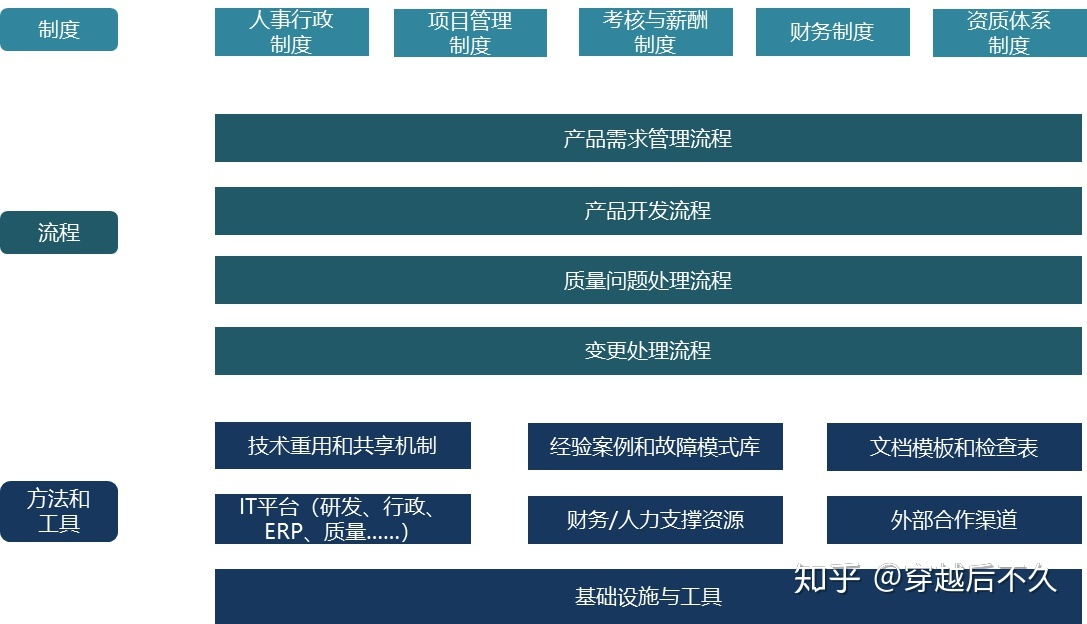 制度
人事行政
制度
项目管理
制度
考核与薪酬
制度
财务制度
资质体系
制度
流程
产品需求管理流程
产品开发流程
质量问题处理流程
变更处理流程
方法和
工具
技术重用和共享机制
经验案例和故障模式库
文档模板和检查表
IT平台（研发、行政、
ERP、质量......）
财务/人力支撑资源
外部合作渠道
基础设施与工具
知乎 @穿越后不久